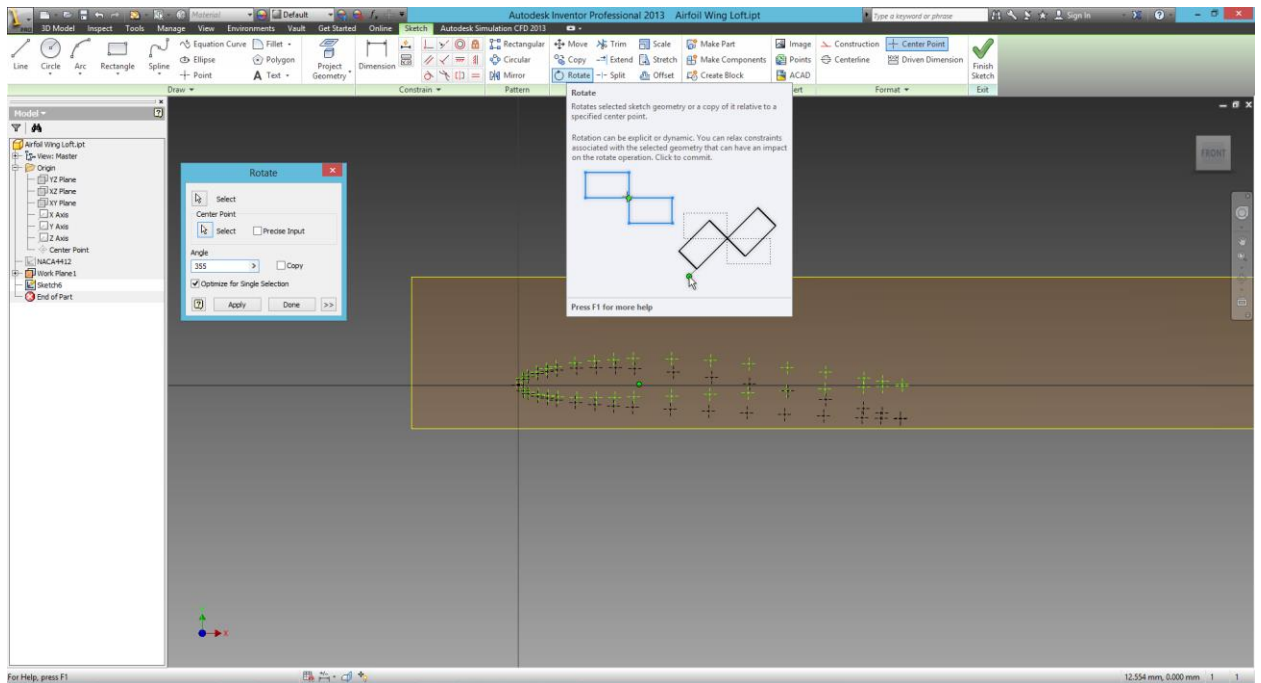 Material
Default
Autodesk Inventor Professional 2013 Airfoil Wing Loft.ipt
Type a keyword or phrase
Sign In
PRO
3D Model Inspect Tools Manage View Environments Vault Get Started Online Sketch Autodesk Simulation CFD 2013
Line
Circle
Arc
Rectangle
Spline
Equation Curve
Ellipse
Point
Fillet
Polygon
Text
Project
Geometry
Dimension
Rectangular
Circular
Mirror
Move
Copy
Rotate
Trim
Extend
Split
Scale
Stretch
Offset
Make Part
Make Components
Create Block
Image
Points
ACAD
Construction
Centerline
Center Point
Driven Dimension
Finish
Sketch
Draw
Constrain
Pattern
ert
Format
Exit
Model
Airfoil Wing Loft.ipt
View: Master
Origin
YZ Plane
XZ Plane
XY Plane
X Axis
Y Axis
Z Axis
Center Point
NACA4412
Work Plane1
Sketch6
End of Part
Rotate
Select
Center Point
Select
Precise Input
Angle
355
Copy
Optimize for Single Selection
Apply
Done
>>
Rotate
Rotates selected sketch geometry or a copy of it relative to a
specified center point.
Rotation can be explicit or dynamic. You can relax constraints
associated with the selected geometry that can have an impact
on the rotate operation. Click to commit.
Press F1 for more help
FRONT
X
For Help, press F1
12.554 mm, 0.000 mm 1 1